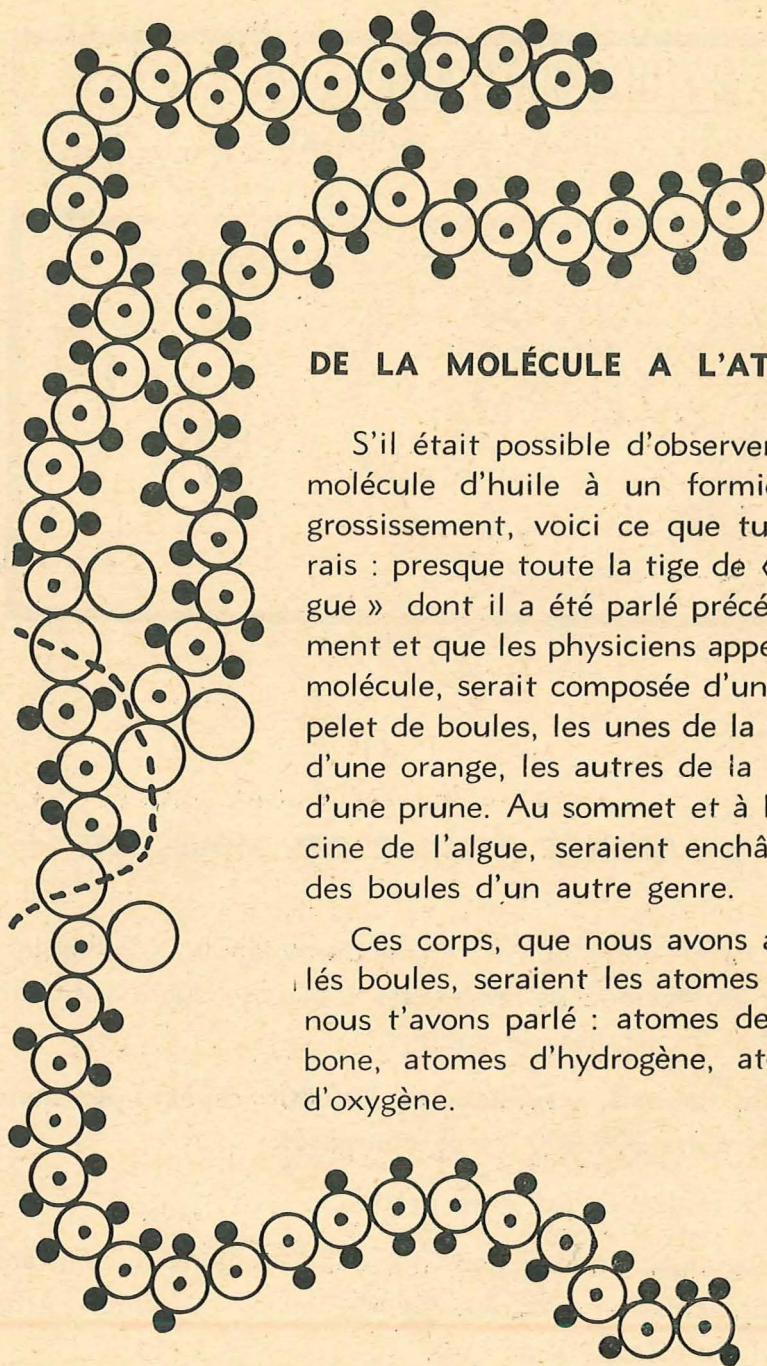 DE LA MOLÉCULE A L'AT
S'il était possible d'observer
molécule d'huile à un formi
grossissement, voici ce que tu
rais : presque toute la tige de «
gue » dont il a été parlé précé
ment et que les physiciens appe
molécule, serait composée d'un
pelet de boules, les unes de la
d'une orange, les autres de la
d'une prune. Au sommet et à l
cine de l'algue, seraient enchâ
des boules d'un autre genre.
Ces corps, que nous avons a
lés boules, seraient les atomes
nous t'avons parlé : atomes de
bone, atomes d'hydrogène, at
d'oxygène.